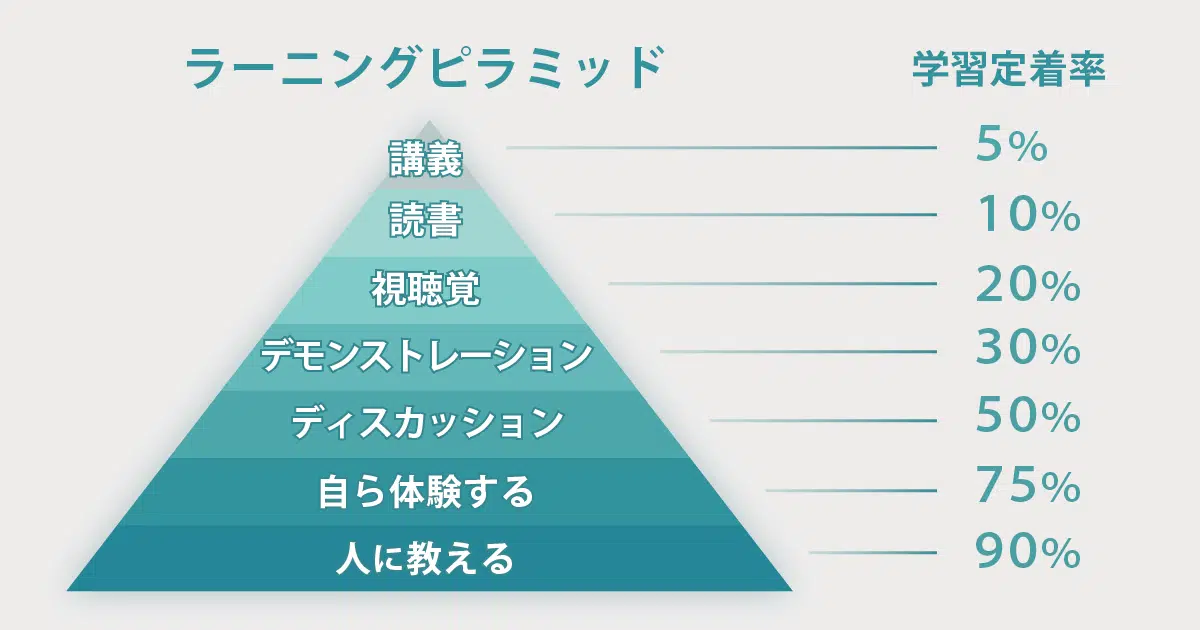 ラーニングピラミッド
学習定着率
講義
5%
読書
10%
視聴覚
20%
デモンストレーション
30%
ディスカッション
50%
自ら体験する
75%
人に教える
90%